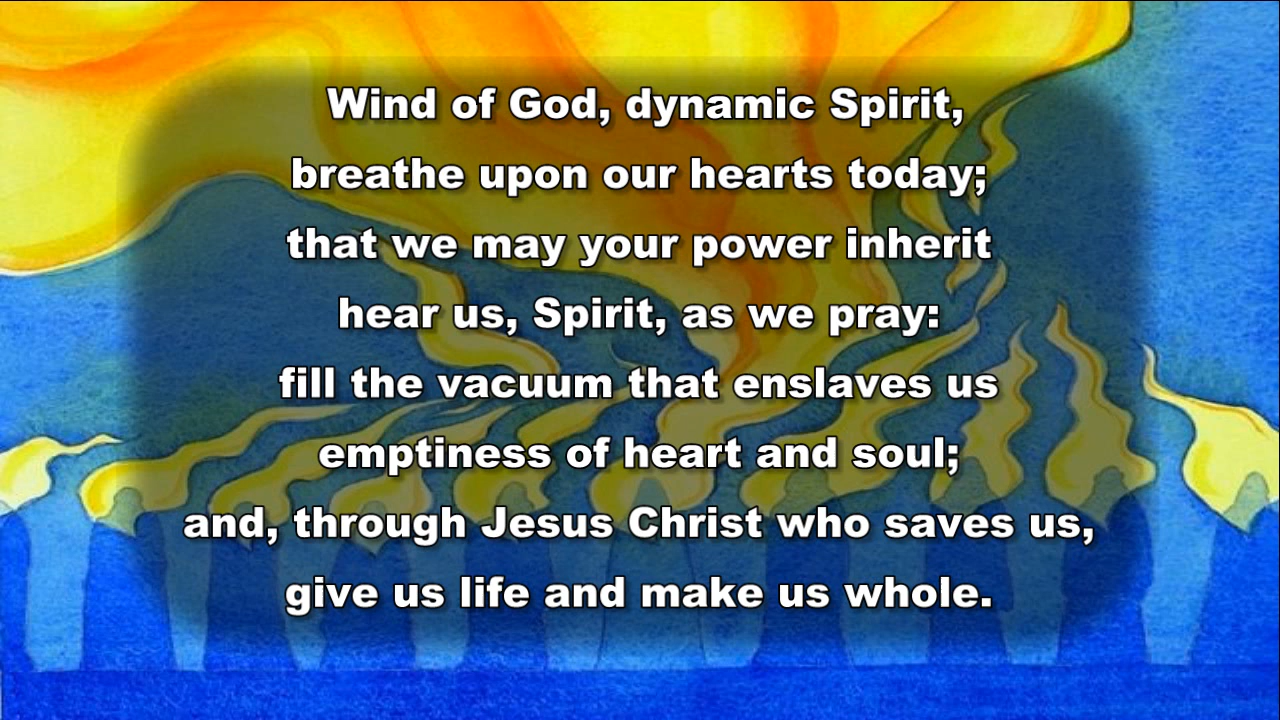 Wind of God, dynamic Spirit,
breathe upon our hearts today;
that we may your power inherit
hear us, Spirit, as we pray:
fill the vacuum that enslaves us
emptiness of heart and soul;
and, through Jesus Christ who saves us,
give us life and make us whole.